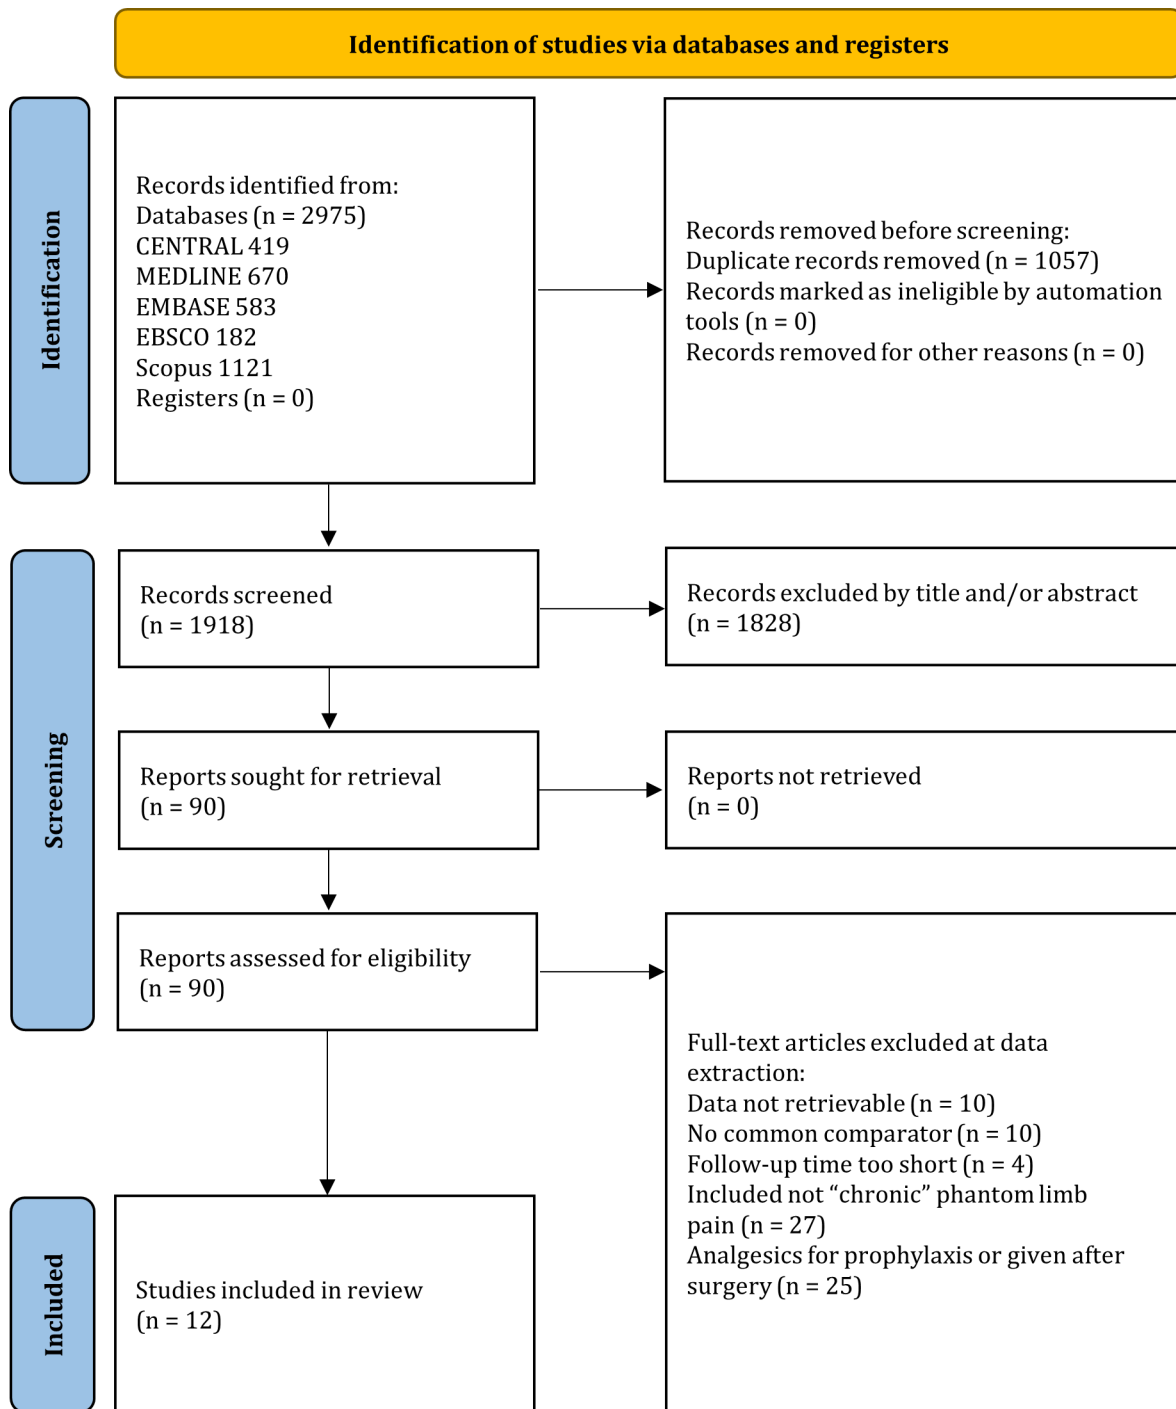 Identification of studies via databases and registers
Identification
Records identified from:
Databases (n = 2975)
CENTRAL 419
MEDLINE 670
EMBASE 583
EBSCO 182
Scopus 1121
Registers (n = 0)
Records removed before screening:
Duplicate records removed (n = 1057)
Records marked as ineligible by automation
tools (n = 0)
Records removed for other reasons (n = 0)
Screening
Records screened
(n = 1918)
Records excluded by title and/or abstract
(n = 1828)
Reports sought for retrieval
(n = 90)
Reports not retrieved
(n = 0)
Reports assessed for eligibility
(n = 90)
Full-text articles excluded at data
extraction:
Data not retrievable (n = 10)
No common comparator (n = 10)
Follow-up time too short (n = 4)
Included not “chronic” phantom limb
pain (n = 27)
Analgesics for prophylaxis or given after
surgery (n = 25)
Included
Studies included in review
(n = 12)